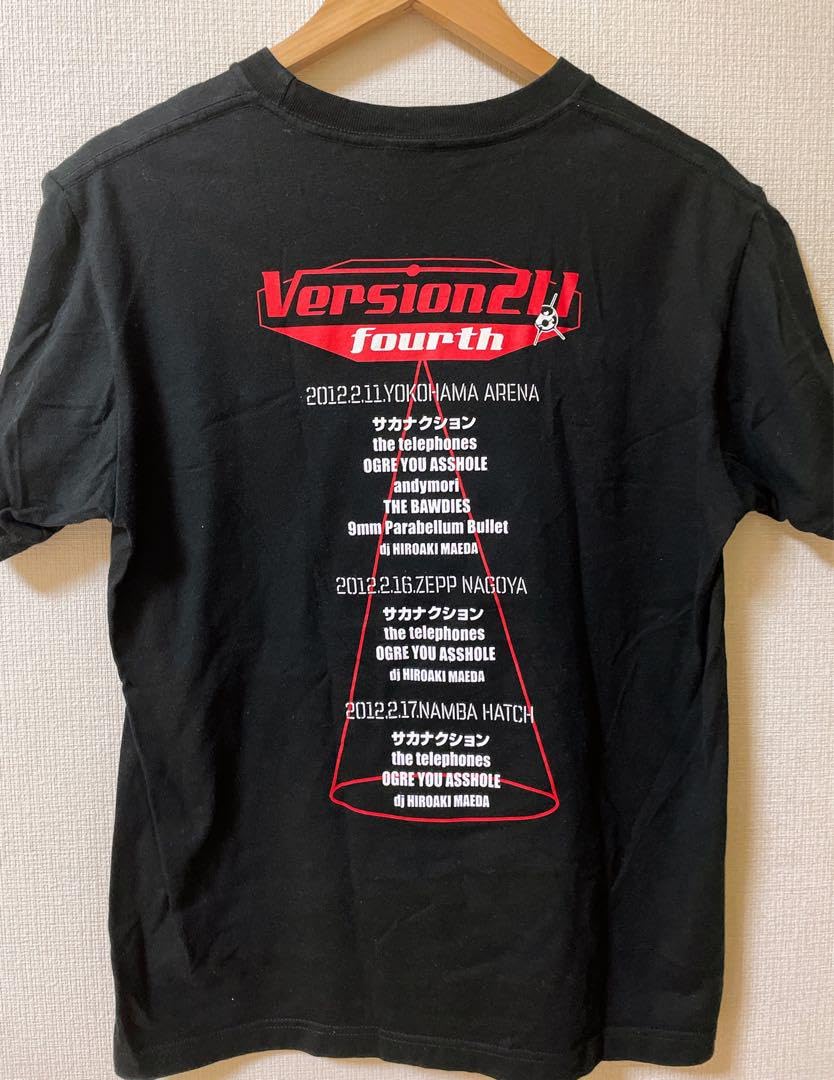 Version21.1
fourth
2012.2.11.YOKOHAMA ARENA
サカナクション
the telephones
OGRE YOU ASSHOLE
andymori
THE BAWDIES
9mm Parabellum Bullet
dj HIROAKI MAEDA
2012.2.16.ZEPP NAGOYA
サカナクション
the telephones
OGRE YOU ASSHOLE
dj HIROAKI MAEDA
2012.2.17.NAMBA HATCH
サカナクション
the telephones
OGRE YOU ASSHOLE
dj HIROAKI MAEDA